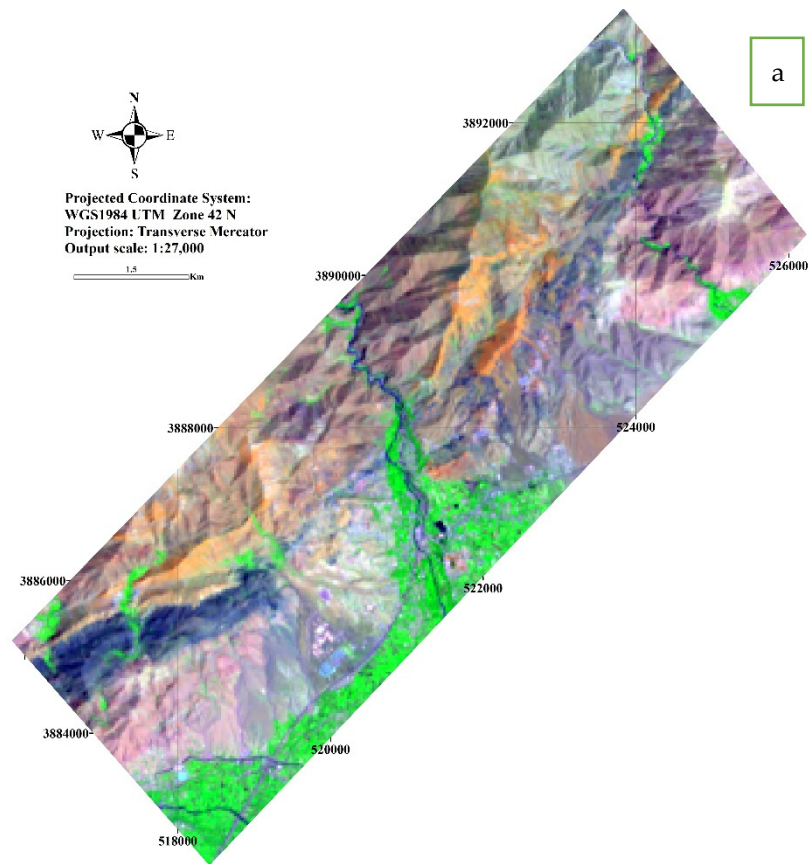 a
N
W E
S
Projected Coordinate System:
WGS1984 UTM Zone 42 N
Projection: Transverse Mercator
Output scale: 1:27,000
1.5
Km
3892000
526000
3890000
3888000
524000
3886000
522000
3884000
520000
518000